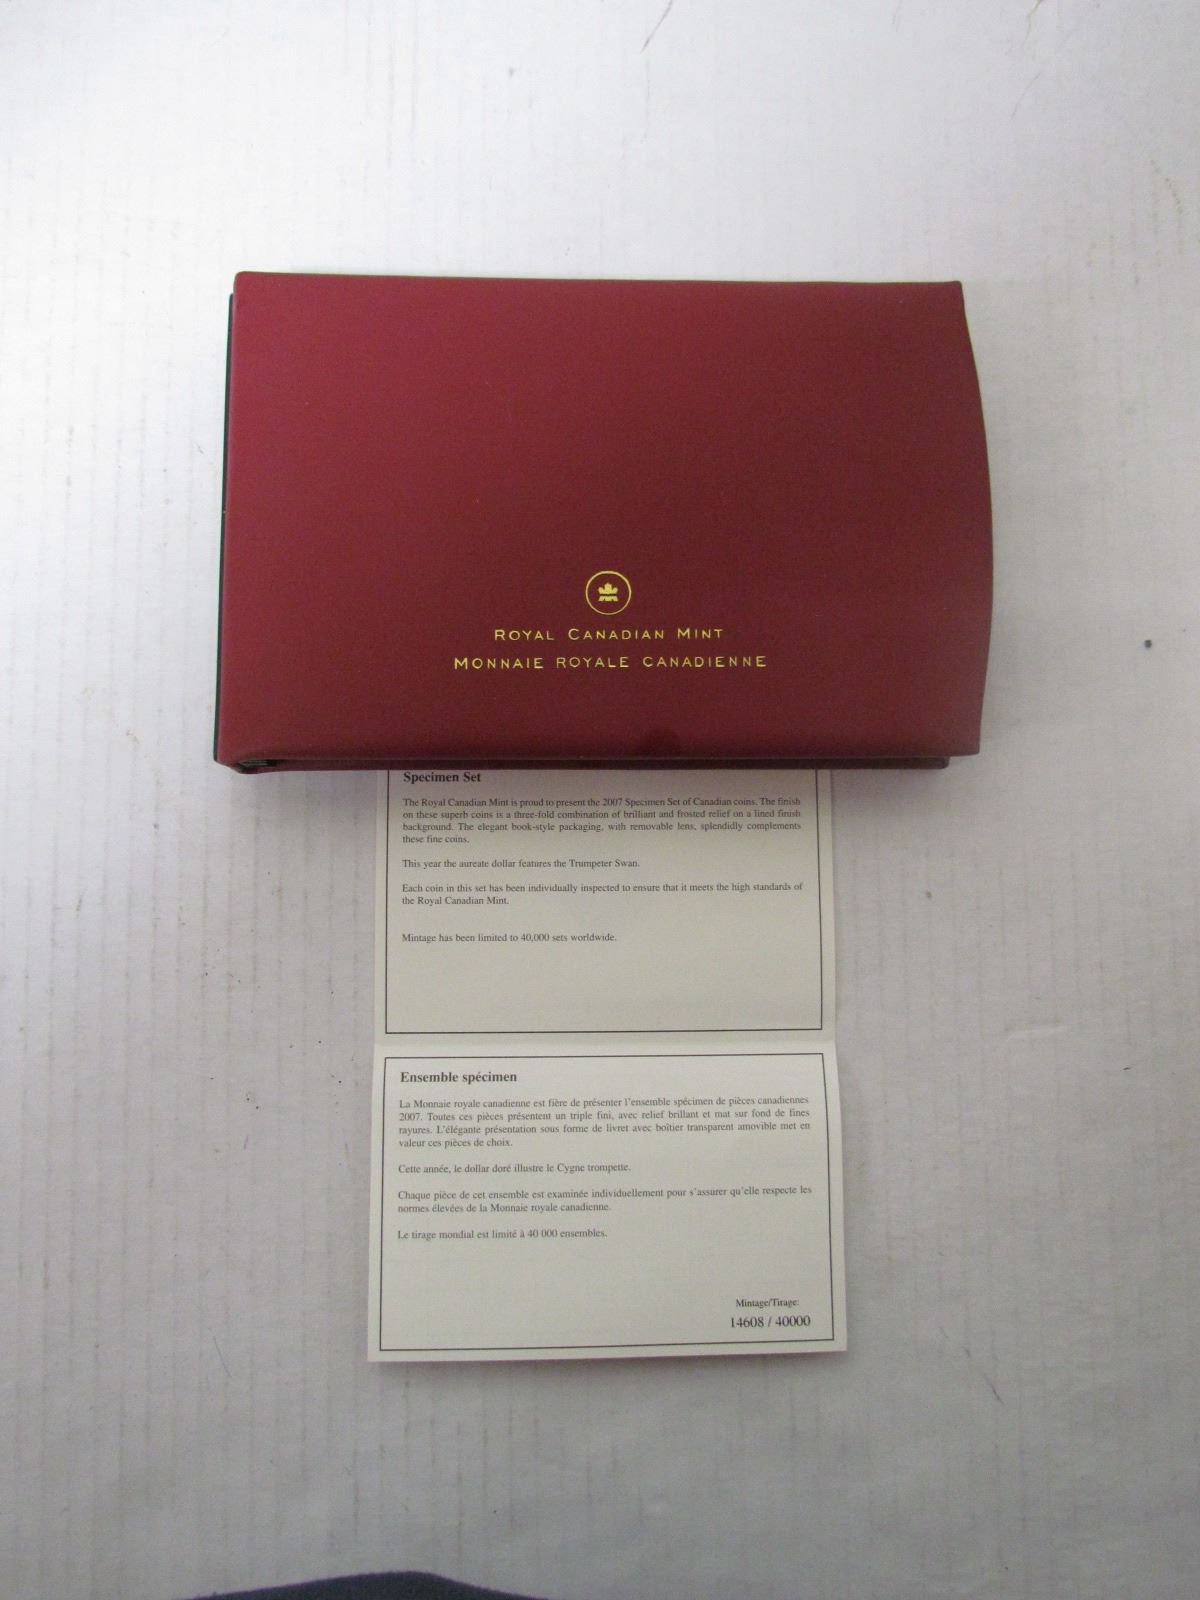 ROYAL CANADIAN MINT
MONNAIE ROYALE CANADIENNE
Specimen Set
The Royal Canadian Mint is proud to present the 2007 Specimen Set of Canadian coins. The finish
on these superb coins is a three-fold combination of brilliant and frosted relief on a lined finish
background. The elegant book-style packaging, with removable lens, splendidly complements
these fine coins.
This year the aureate dollar features the Trumpeter Swan.
Each coin in this set has been individually inspected to ensure that it meets the high standards of
the Royal Canadian Mint.
Mintage has been limited to 40,000 sets worldwide.
Ensemble spécimen
La Monnaie royale canadienne est fière de présenter l'ensemble spécimen de pièces canadiennes
2007. Toutes ces pièces présentent un triple fini, avec relief brillant et mat sur fond de fines
rayures. L'élégante présentation sous forme de livret avec boîtier transparent amovible met en
valeur ces pièces de choix.
Cette année, le dollar doré illustre le Cygne trompette.
Chaque pièce de cet ensemble est examinée individuellement pour s'assurer qu'elle respecte les
normes élevées de la Monnaie royale canadienne.
Le tirage mondial est limité à 40 000 ensembles.
Mintage/Tirage:
14608 / 40000